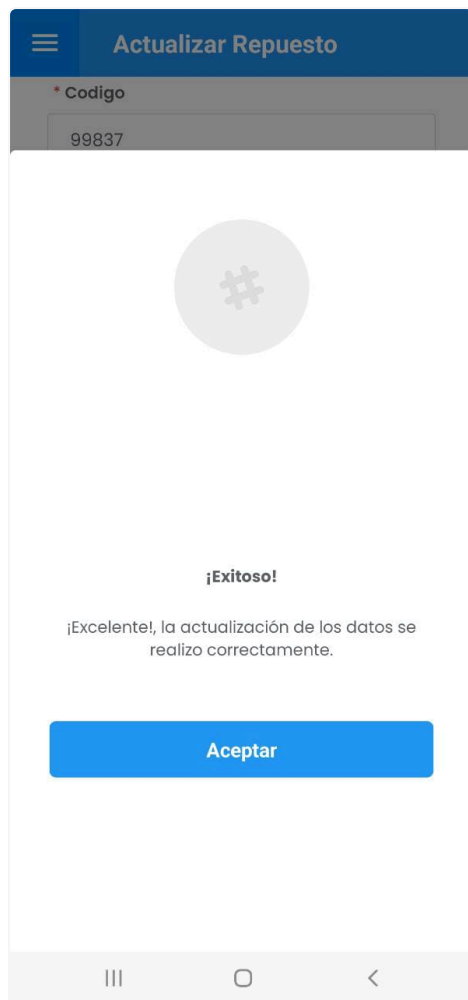 Actualizar Repuesto
* Codigo
99837
#
¡Exitoso!
¡Excelente!, la actualización de los datos se
realizo correctamente.
Aceptar